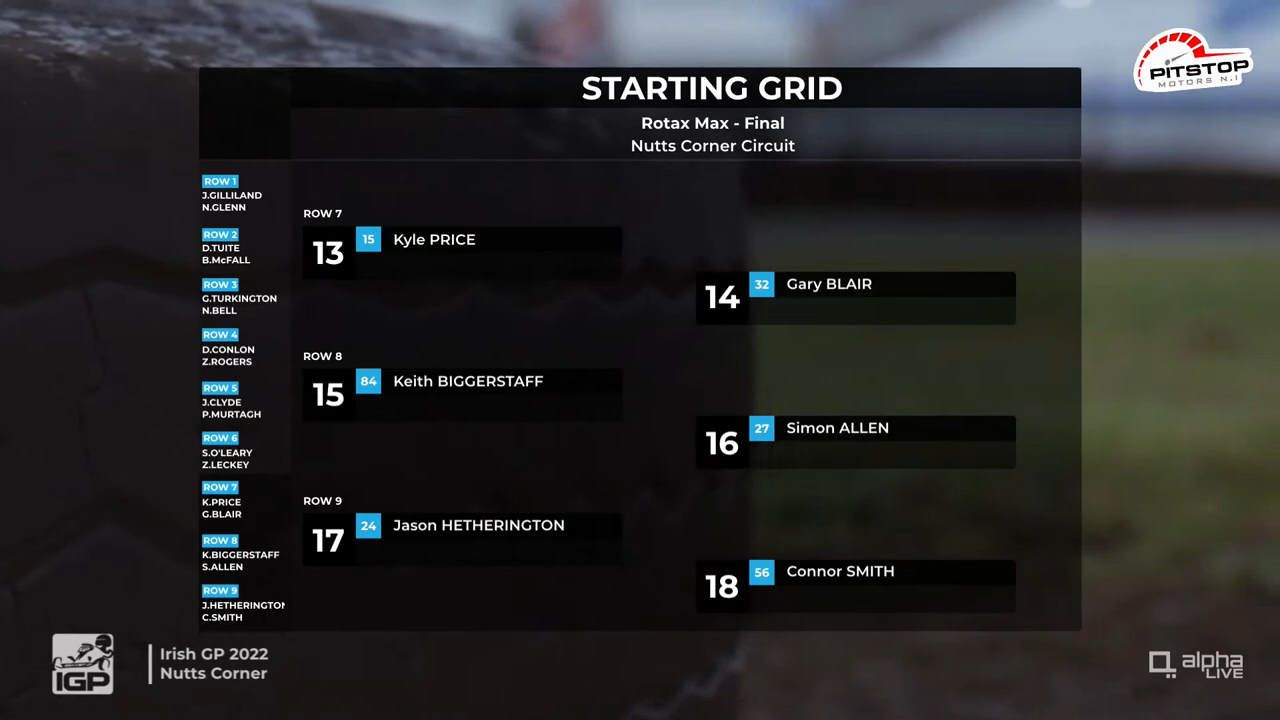 PITSTOP
MOTORS N.I
STARTING GRID
Rotax Max - Final
Nutts Corner Circuit
ROW 1
J.GILLILAND
N.GLENN
ROW 2
D.TUITE
B.McFALL
ROW 3
G.TURKINGTON
N.BELL
ROW 4
D.CONLON
Z.ROGERS
ROW 5
J.CLYDE
P.MURTAGH
ROW 6
S.O'LEARY
Z.LECKEY
ROW 7
K.PRICE
G.BLAIR
ROW 8
K.BIGGERSTAFF
S.ALLEN
ROW 9
J.HETHERINGTON
C.SMITH
ROW 7
13 15 Kyle PRICE
14 32 Gary BLAIR
ROW 8
15 84 Keith BIGGERSTAFF
16 27 Simon ALLEN
ROW 9
17 24 Jason HETHERINGTON
18 56 Connor SMITH
IGP
Irish GP 2022
Nutts Corner
alpha
LIVE